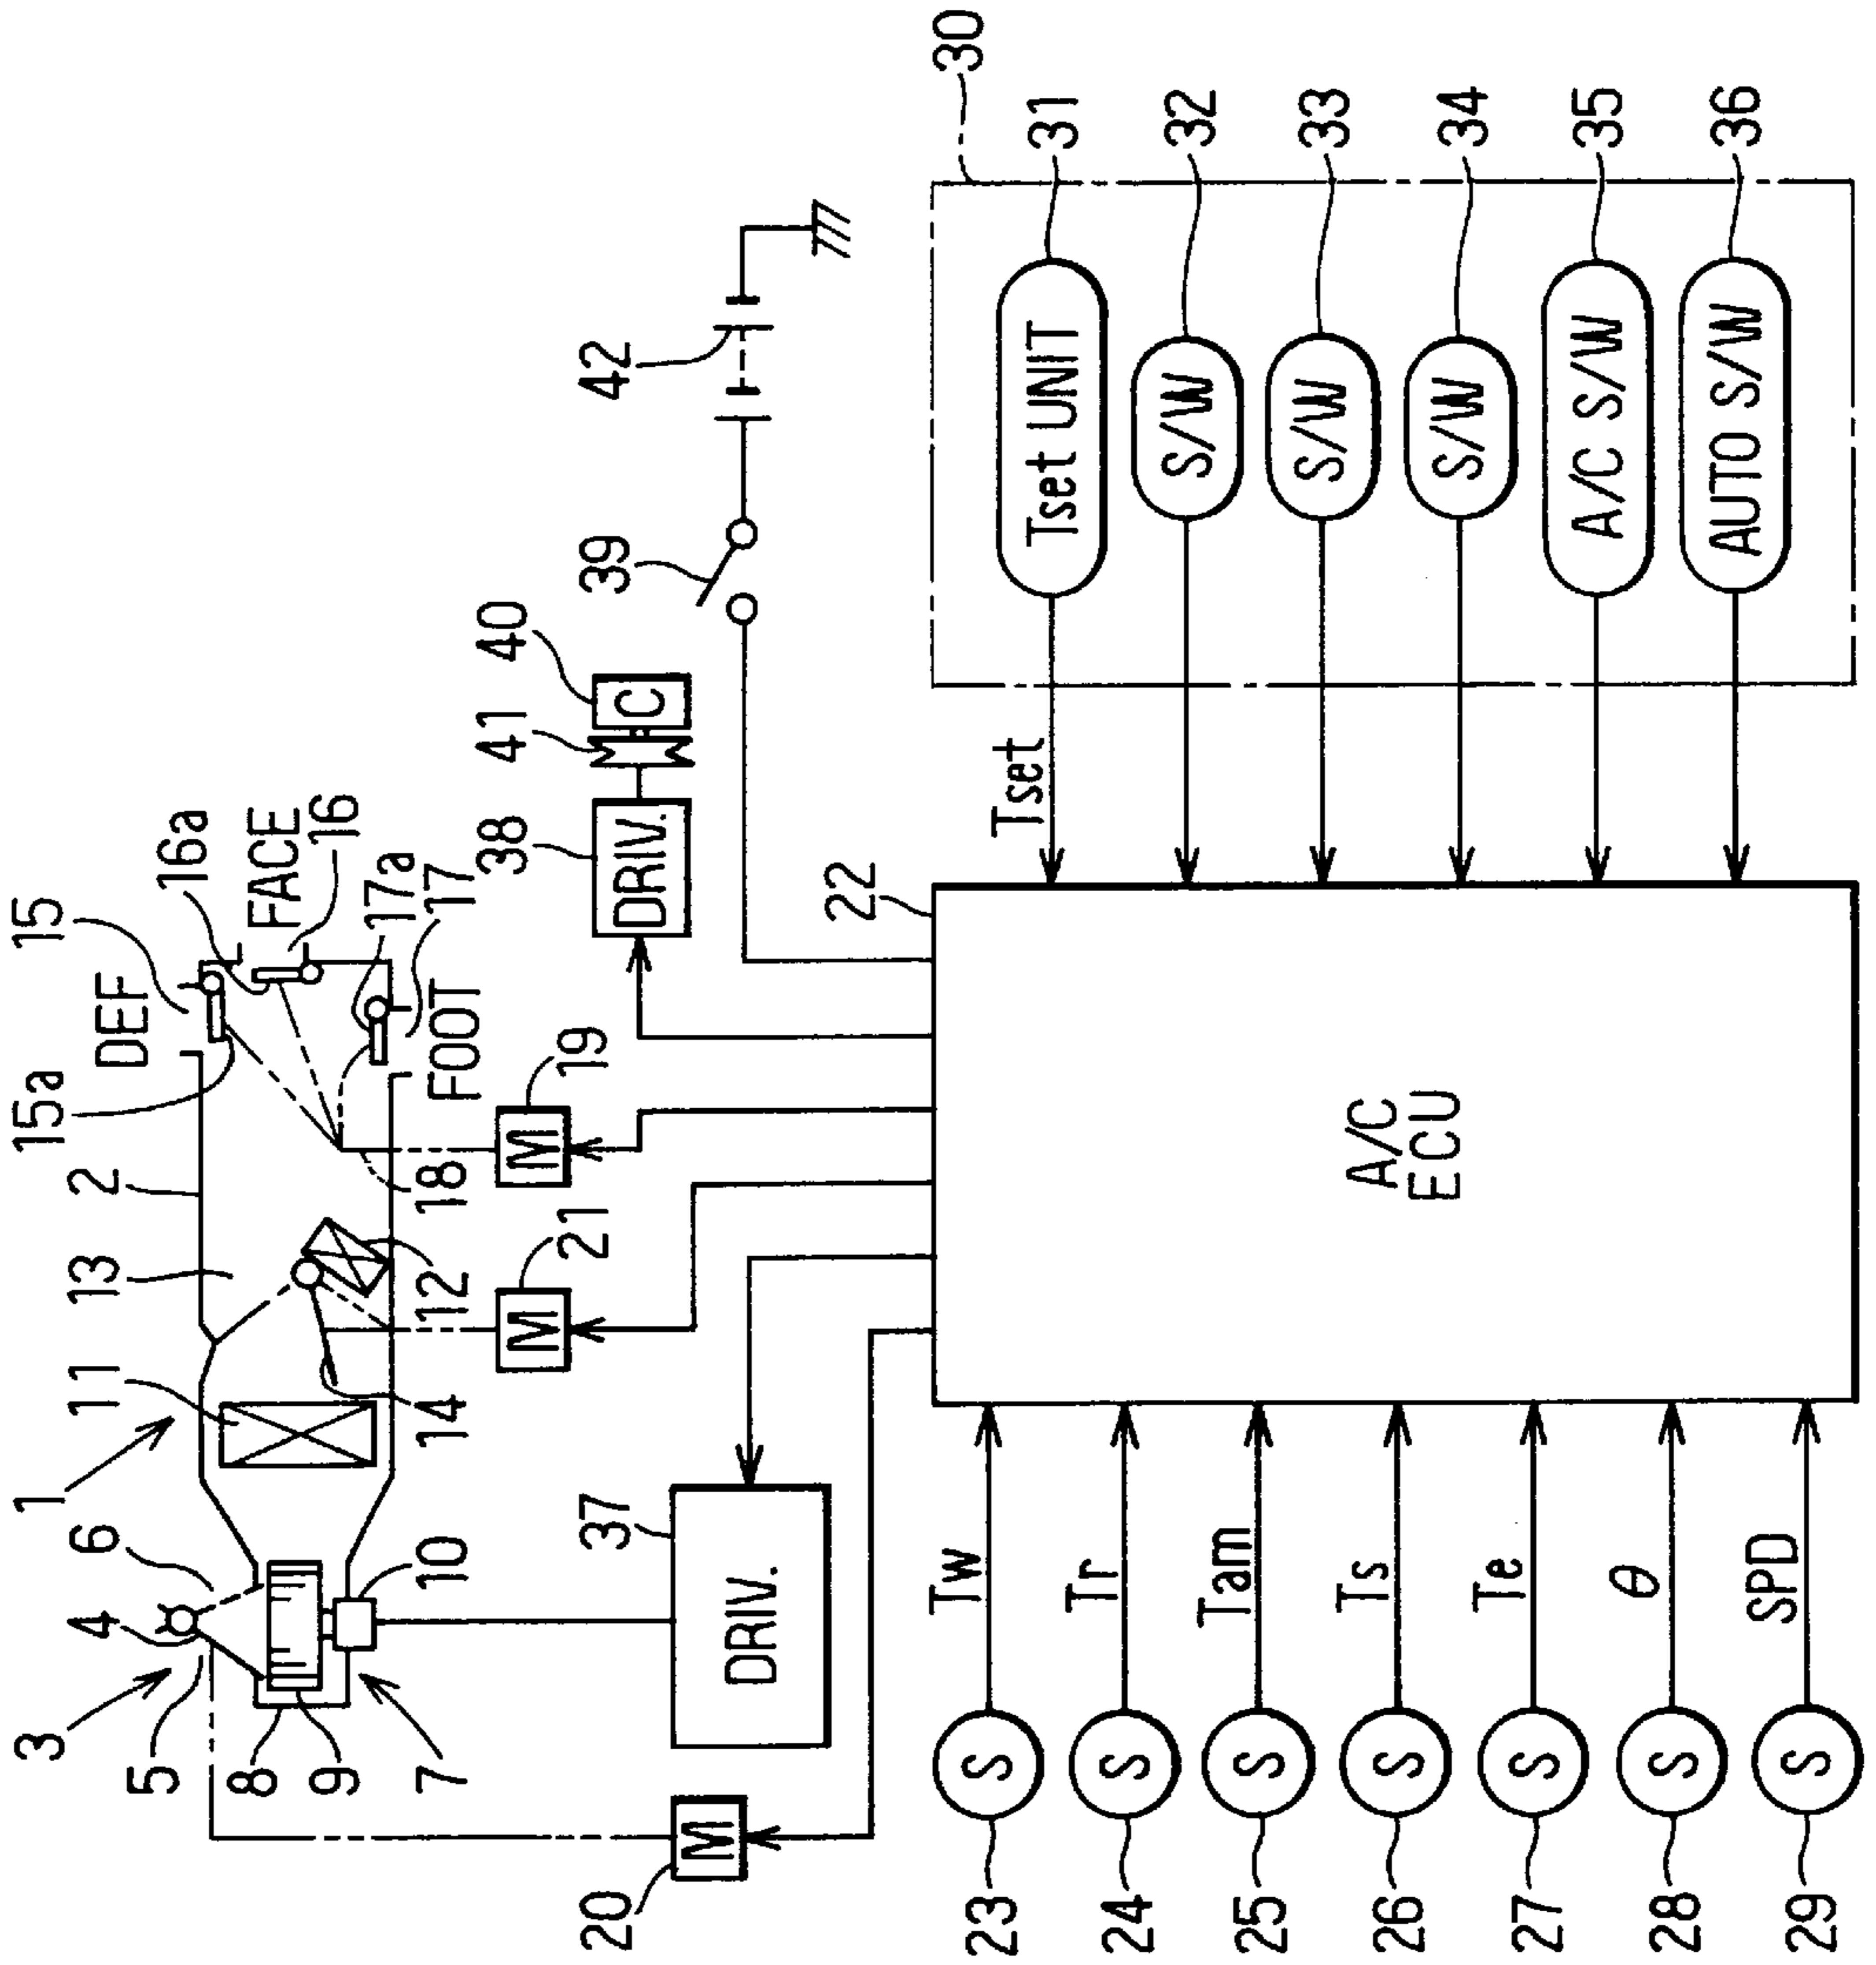 1
2
3
4
5
6
7
8
9
10
11
12
13
14
DEF
15
15a
16a
FACE
16
17a
17
FOOT
18
19
M
21
M
20
M
37
DRIV.
38
DRIV.
41
40
C
39
42
22
A/C
ECU
23
S
Tw
24
S
Tr
25
S
Tam
26
S
Ts
27
S
Te
28
S
θ
29
S
SPD
30
Tset
Tset UNIT
31
S/W
32
S/W
33
S/W
34
A/C S/W
35
AUTO S/W
36